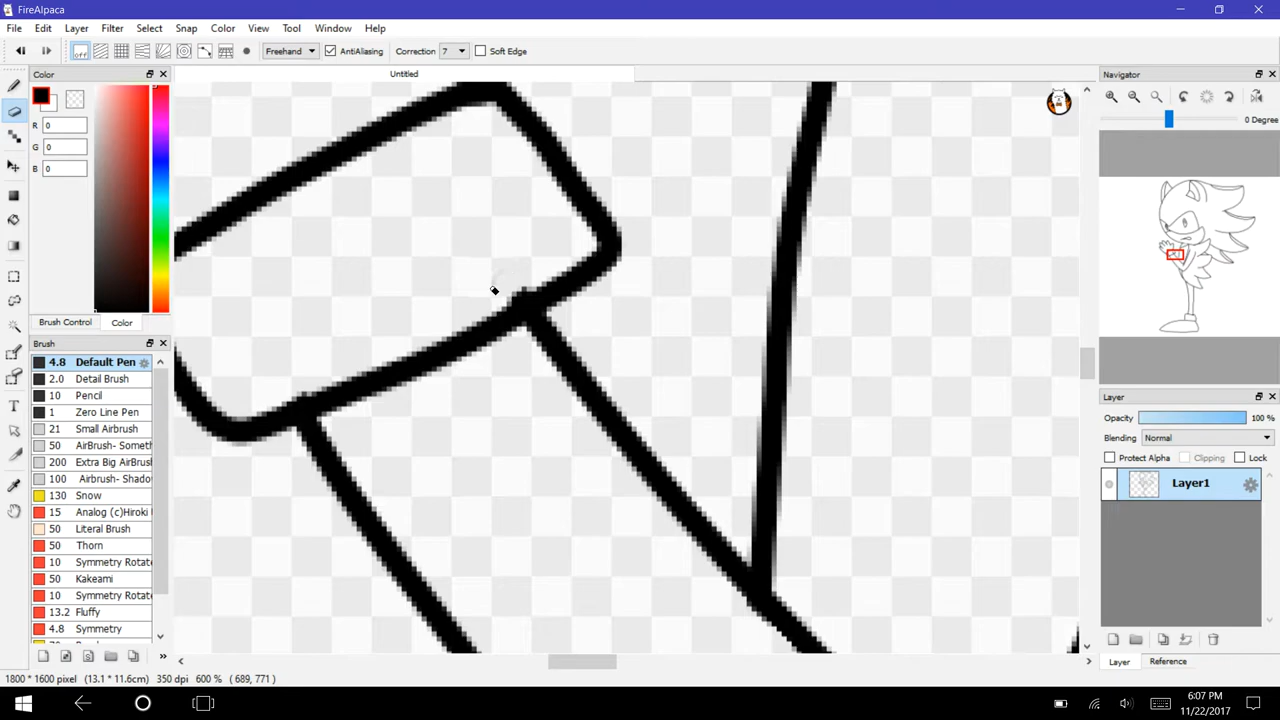 FireAlpaca
File Edit Layer Filter Select Snap Color View Tool Window Help
off Freehand AntiAliasing Correction 7 Soft Edge
Color
Untitled
Navigator
R 0
G 0
B 0
0 Degree
Brush Control Color
Brush
4.8 Default Pen
2.0 Detail Brush
10 Pencil
1 Zero Line Pen
21 Small Airbrush
50 AirBrush- Someth
200 Extra Big AirBrush
100 Airbrush- Shado
130 Snow
15 Analog (c)Hiroki
50 Literal Brush
50 Thorn
10 Symmetry Rotate
50 Kakeami
10 Symmetry Rotate
13.2 Fluffy
4.8 Symmetry
Layer
Opacity 100 %
Blending Normal
Protect Alpha Clipping Lock
Layer1
Layer Reference
1800 * 1600 pixel (13.1 * 11.6cm) 350 dpi 600 % ( 689, 771 )
6:07 PM
11/22/2017